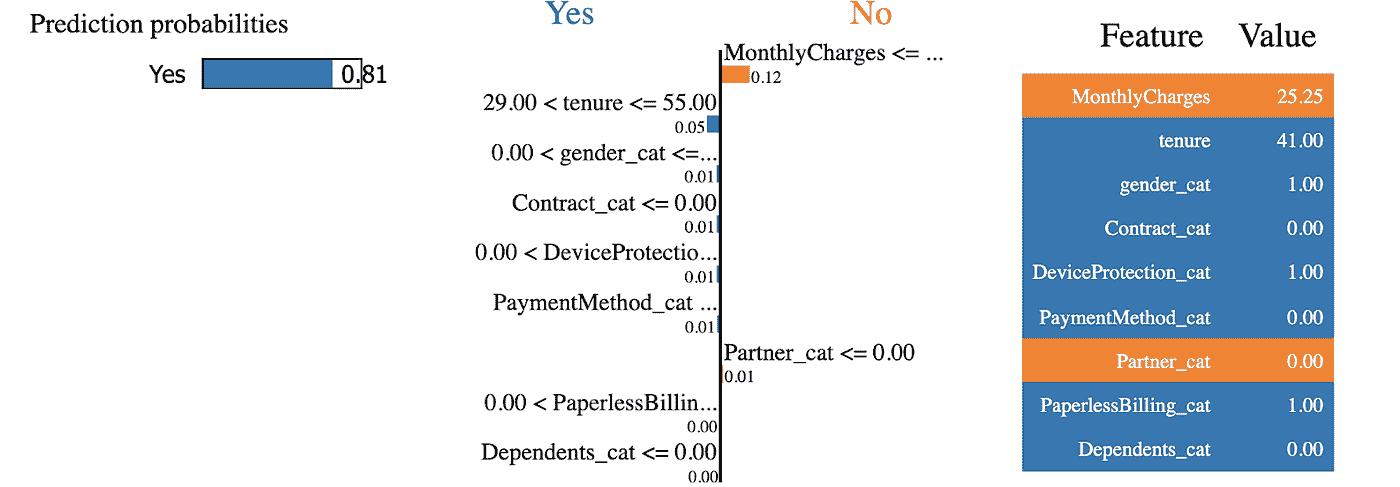 Prediction probabilities
Yes 0.81
Yes No
MonthlyCharges <= ...
0.12
29.00 < tenure <= 55.00
0.05
0.00 < gender_cat <=...
0.01
Contract_cat <= 0.00
0.01
0.00 < DeviceProtectio...
0.01
PaymentMethod_cat ...
0.01
Partner_cat <= 0.00
0.01
0.00 < PaperlessBillin...
0.00
Dependents_cat <= 0.00
0.00
Feature Value
MonthlyCharges 25.25
tenure 41.00
gender_cat 1.00
Contract_cat 0.00
DeviceProtection_cat 1.00
PaymentMethod_cat 0.00
Partner_cat 0.00
PaperlessBilling_cat 1.00
Dependents_cat 0.00